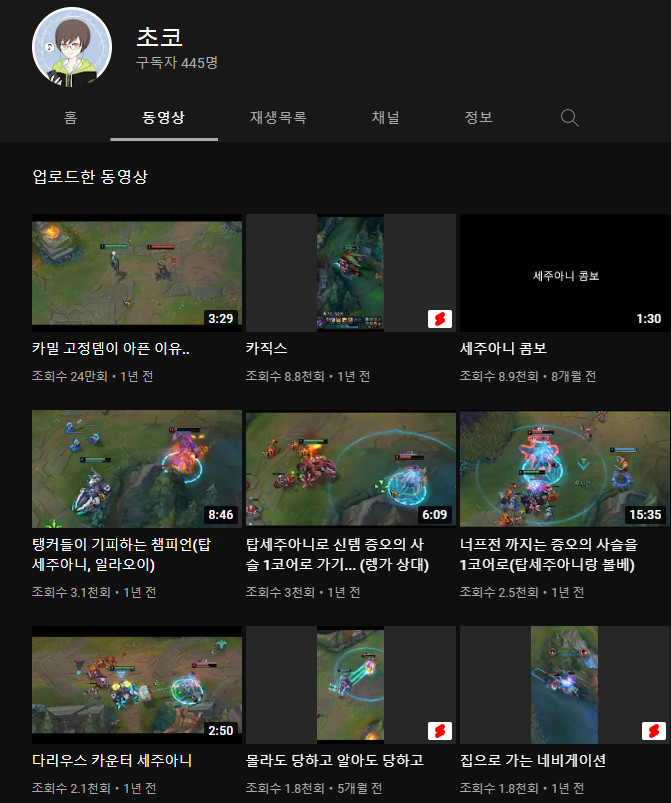 초코
구독자 445명
홈 동영상 재생목록 채널 정보
업로드한 동영상
3:29
세주아니 콤보
1:30
카밀 고정뎀이 아픈 이유.. 카직스 세주아니 콤보
조회수 24만회 • 1년 전 조회수 8.8천회 • 1년 전 조회수 8.9천회 • 8개월 전
8:46 6:09 15:35
탱커들이 기피하는 챔피언(탑 탑세주아니로 신템 증오의 사 너프전 까지는 증오의 사슬을
세주아니, 일라오이) 슬 1코어로 가기... (렝가 상대) 1코어로(탑세주아니랑 볼베)
조회수 3.1천회 • 1년 전 조회수 3천회 • 1년 전 조회수 2.5천회 • 1년 전
2:50
다리우스 카운터 세주아니 몰라도 당하고 알아도 당하고 집으로 가는 네비게이션
조회수 2.1천회 • 1년 전 조회수 1.8천회 • 5개월 전 조회수 1.8천회 • 1년 전